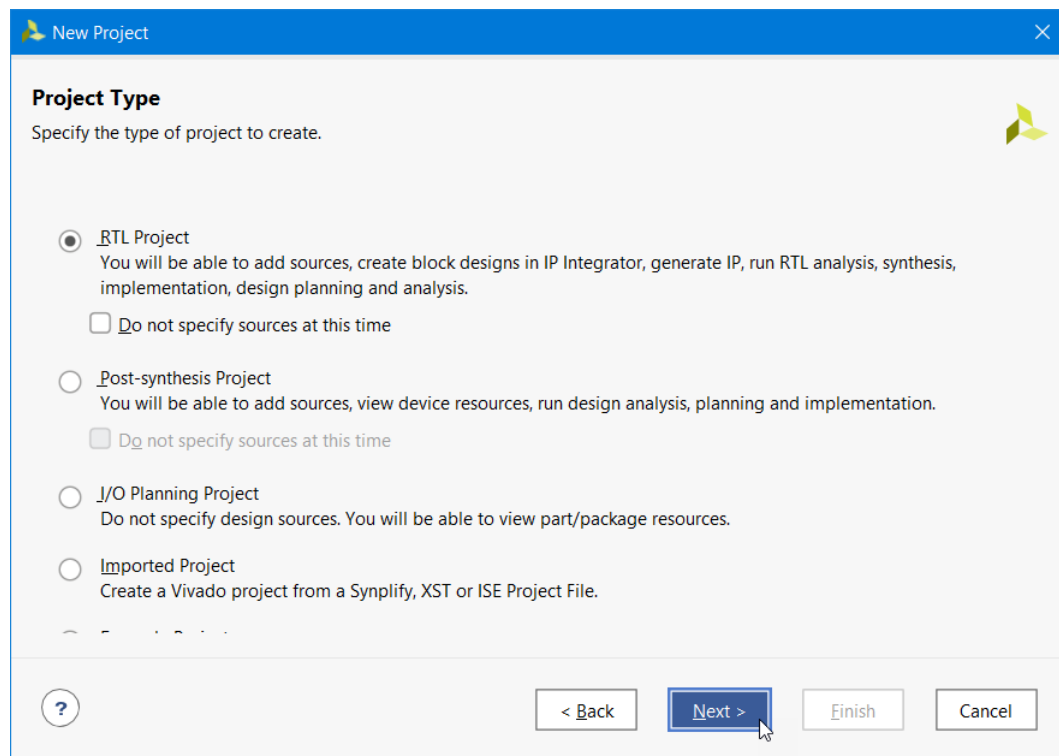 New Project
Project Type
Specify the type of project to create.
RTL Project
You will be able to add sources, create block designs in IP Integrator, generate IP, run RTL analysis, synthesis,
implementation, design planning and analysis.
Do not specify sources at this time
Post-synthesis Project
You will be able to add sources, view device resources, run design analysis, planning and implementation.
Do not specify sources at this time
I/O Planning Project
Do not specify design sources. You will be able to view part/package resources.
Imported Project
Create a Vivado project from a Synplify, XST or ISE Project File.
? < Back Next > Finish Cancel